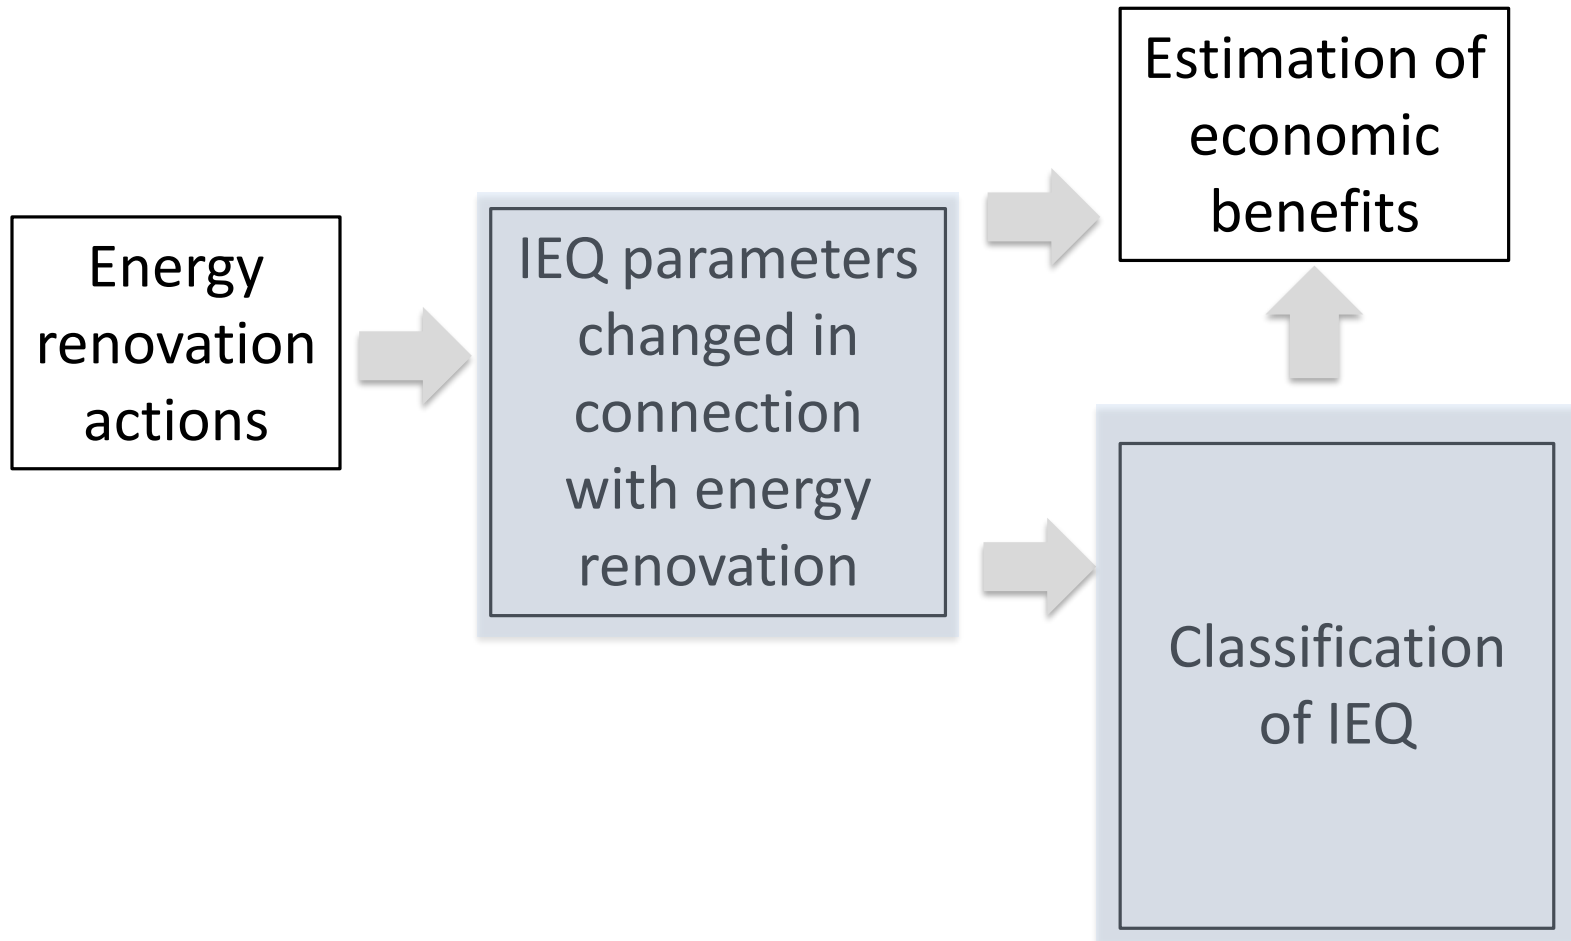 Energy
renovation
actions
IEQ parameters
changed in
connection
with energy
renovation
Estimation of
economic
benefits
Classification
of IEQ